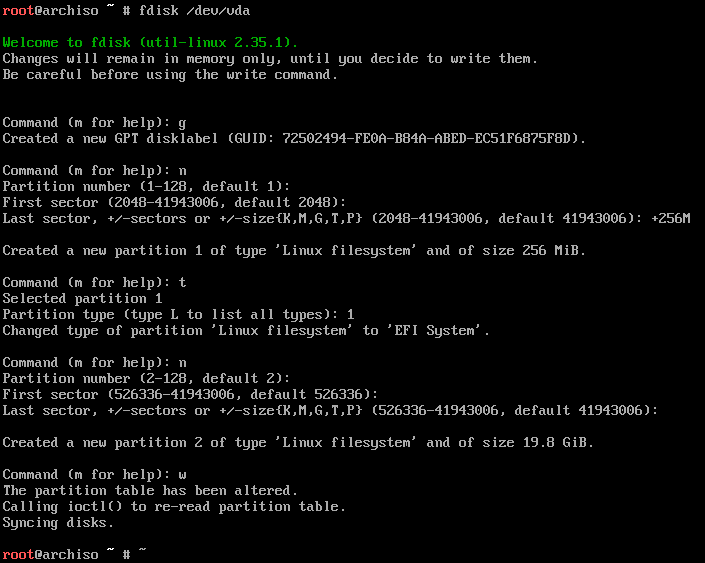 root@archiso ~ # fdisk /dev/vda
Welcome to fdisk (util-linux 2.35.1).
Changes will remain in memory only, until you decide to write them.
Be careful before using the write command.
Command (m for help): g
Created a new GPT disklabel (GUID: 72502494-FE0A-B84A-ABED-EC51F6875F8D).
Command (m for help): n
Partition number (1-128, default 1):
First sector (2048-41943006, default 2048):
Last sector, +/-sectors or +/-size{K,M,G,T,P} (2048-41943006, default 41943006): +256M
Created a new partition 1 of type 'Linux filesystem' and of size 256 MiB.
Command (m for help): t
Selected partition 1
Partition type (type L to list all types): 1
Changed type of partition 'Linux filesystem' to 'EFI System'.
Command (m for help): n
Partition number (2-128, default 2):
First sector (526336-41943006, default 526336):
Last sector, +/-sectors or +/-size{K,M,G,T,P} (526336-41943006, default 41943006):
Created a new partition 2 of type 'Linux filesystem' and of size 19.8 GiB.
Command (m for help): w
The partition table has been altered.
Calling ioctl() to re-read partition table.
Syncing disks.
root@archiso ~ # ~